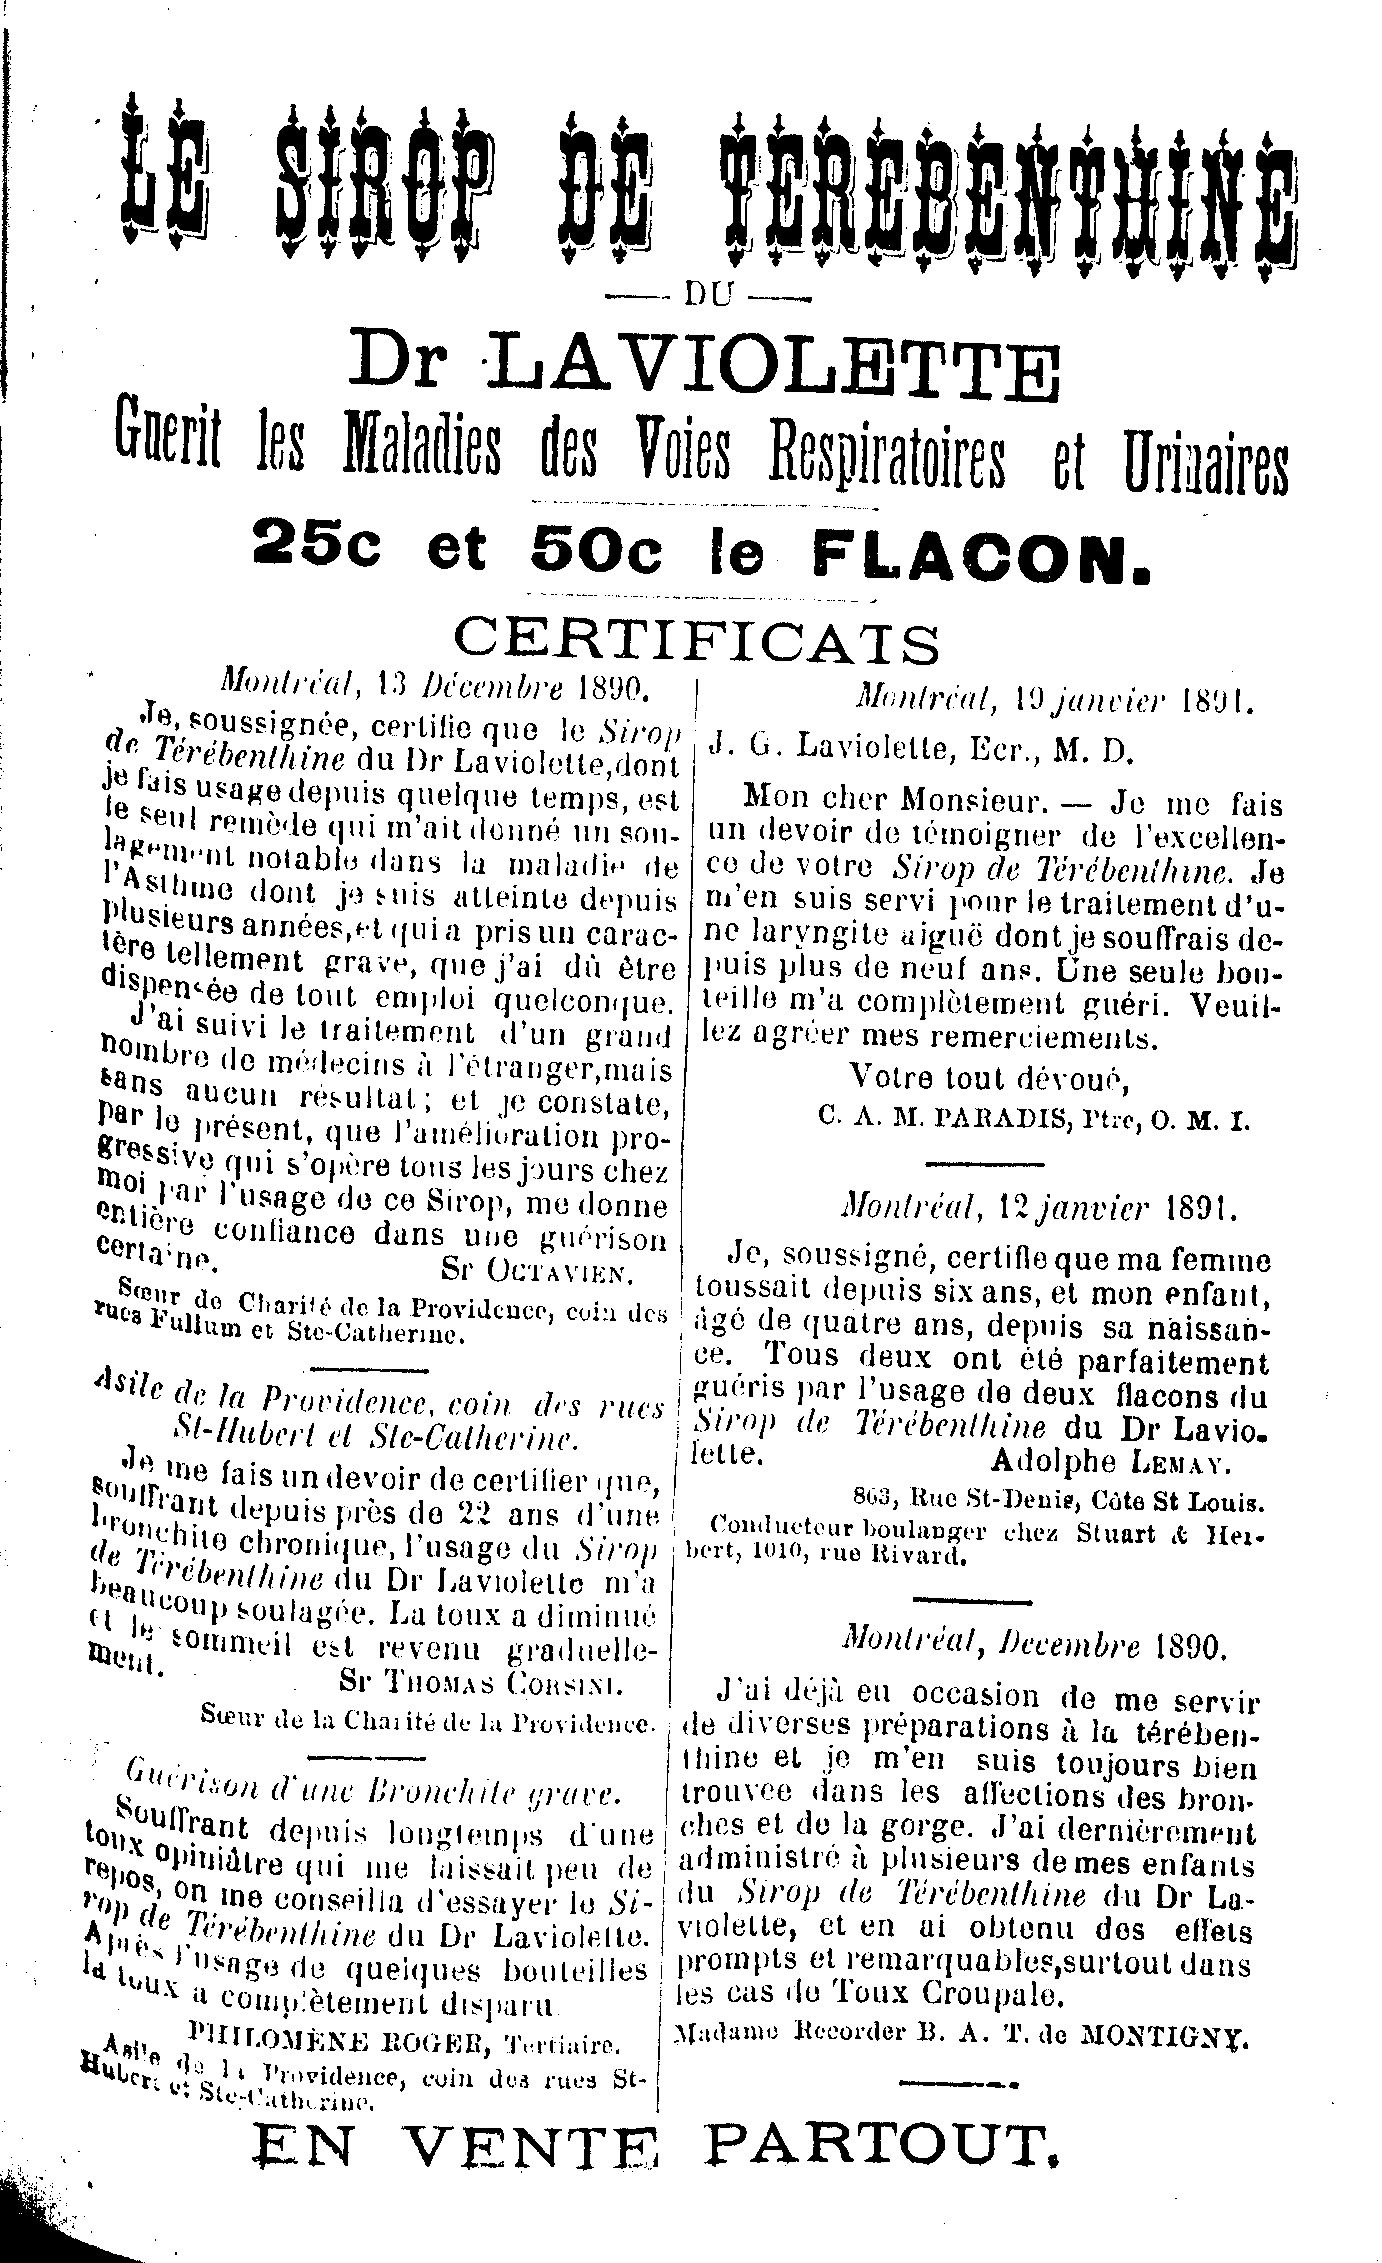 LE SIROP DE TEREBENTHINE
— DU —
Dr LAVIOLETTE
Guerit les Maladies des Voies Respiratoires et Urinaires
25c et 50c le FLACON.
CERTIFICATS
Montréal, 13 Décembre 1890.
Je, soussignée, certifie que le Sirop
de Térébenthine du Dr Laviolette, dont
je fais usage depuis quelque temps, est
le seul remède qui m'ait donné un sou-
lagement notable dans la maladie de
l'Asthme dont je suis atteinte depuis
plusieurs années, et qui a pris un carac-
tère tellement grave, que j'ai dû être
dispensée de tout emploi quelconque.
J'ai suivi le traitement d'un grand
nombre de médecins à l'étranger, mais
sans aucun résultat; et je constate,
par le présent, que l'amélioration pro-
gressive qui s'opère tous les jours chez
moi par l'usage de ce Sirop, me donne
entière confiance dans une guérison
certaine.
Sr OCTAVIEN.
Sœur de Charité de la Providence, coin des
rues Fullum et Ste-Catherine.
Asile de la Providence, coin des rues
St-Hubert et Ste-Catherine.
Je me fais un devoir de certifier que,
souffrant depuis près de 22 ans d'une
bronchite chronique, l'usage du Sirop
de Térébenthine du Dr Laviolette m'a
beaucoup soulagée. La toux a diminué
et le sommeil est revenu graduelle-
ment.
Sr THOMAS CORSINI.
Sœur de la Charité de la Providence.
Guérison d'une Bronchite grave.
Souffrant depuis longtemps d'une
toux opiniâtre qui me laissait peu de
repos, on me conseilla d'essayer le Si-
rop de Térébenthine du Dr Laviolette.
Après l'usage de quelques bouteilles
la toux a complètement disparu
PHILOMÈNE ROGER, Tertiaire.
Asile de la Providence, coin des rues St-
Hubert et Ste-Catherine.
Montréal, 19 janvier 1891.
J. G. Laviolette, Ecr., M. D.
Mon cher Monsieur. — Je me fais
un devoir de témoigner de l'excellen-
ce de votre Sirop de Térébenthine. Je
m'en suis servi pour le traitement d'u-
ne laryngite aiguë dont je souffrais de-
puis plus de neuf ans. Une seule bou-
teille m'a complètement guéri. Veuil-
lez agréer mes remerciements.
Votre tout dévoué,
C. A. M. PARADIS, Ptre, O. M. I.
Montréal, 12 janvier 1891.
Je, soussigné, certifie que ma femme
toussait depuis six ans, et mon enfant,
âgé de quatre ans, depuis sa naissan-
ce. Tous deux ont été parfaitement
guéris par l'usage de deux flacons du
Sirop de Térébenthine du Dr Lavio-
lette.
Adolphe LEMAY.
863, Rue St-Denis, Côte St Louis.
Conducteur boulanger chez Stuart & Her-
bert, 1010, rue Rivard.
Montréal, Decembre 1890.
J'ai déjà eu occasion de me servir
de diverses préparations à la térében-
thine et je m'en suis toujours bien
trouvee dans les affections des bron-
ches et de la gorge. J'ai dernièrement
administré à plusieurs de mes enfants
du Sirop de Térébenthine du Dr La-
violette, et en ai obtenu des effets
prompts et remarquables, surtout dans
les cas de Toux Croupale.
Madame Recorder B. A. T. de MONTIGNY.
EN VENTE PARTOUT.